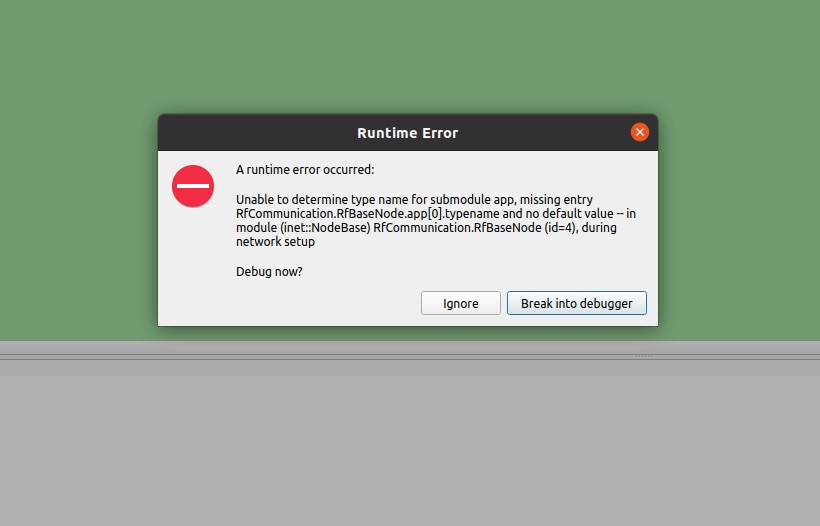 Runtime Error
A runtime error occurred:
Unable to determine type name for submodule app, missing entry
RfCommunication.RfBaseNode.app[0].typename and no default value -- in
module (inet::NodeBase) RfCommunication.RfBaseNode (id=4), during
network setup
Debug now?
Ignore
Break into debugger